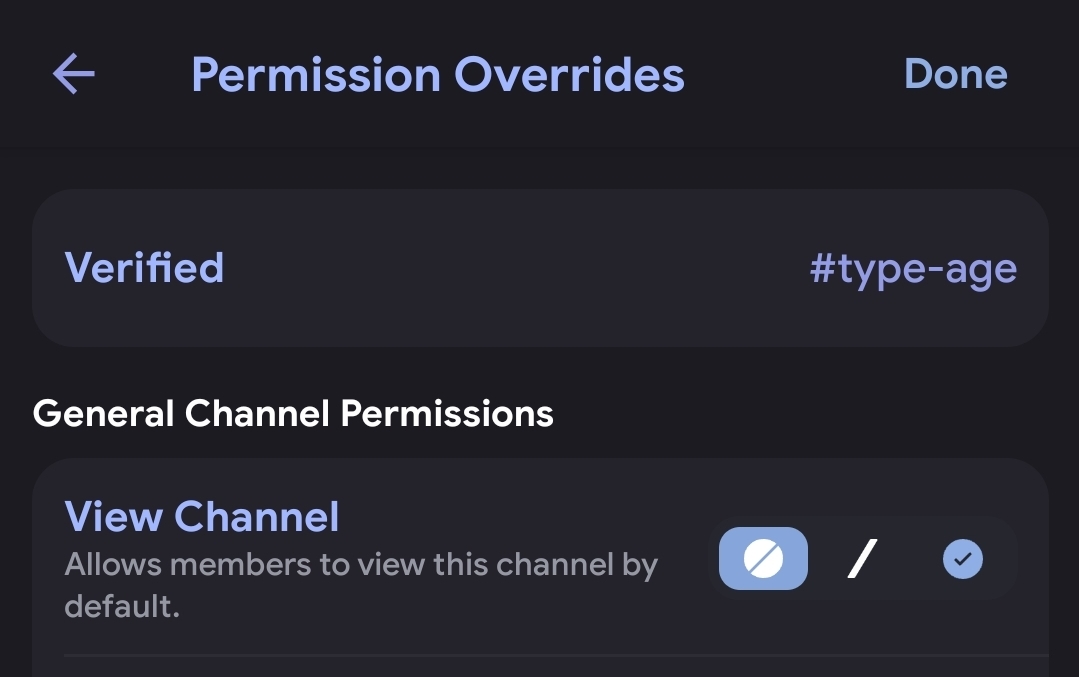 Permission Overrides
Done
Verified
#type-age
General Channel Permissions
View Channel
Allows members to view this channel by
default.